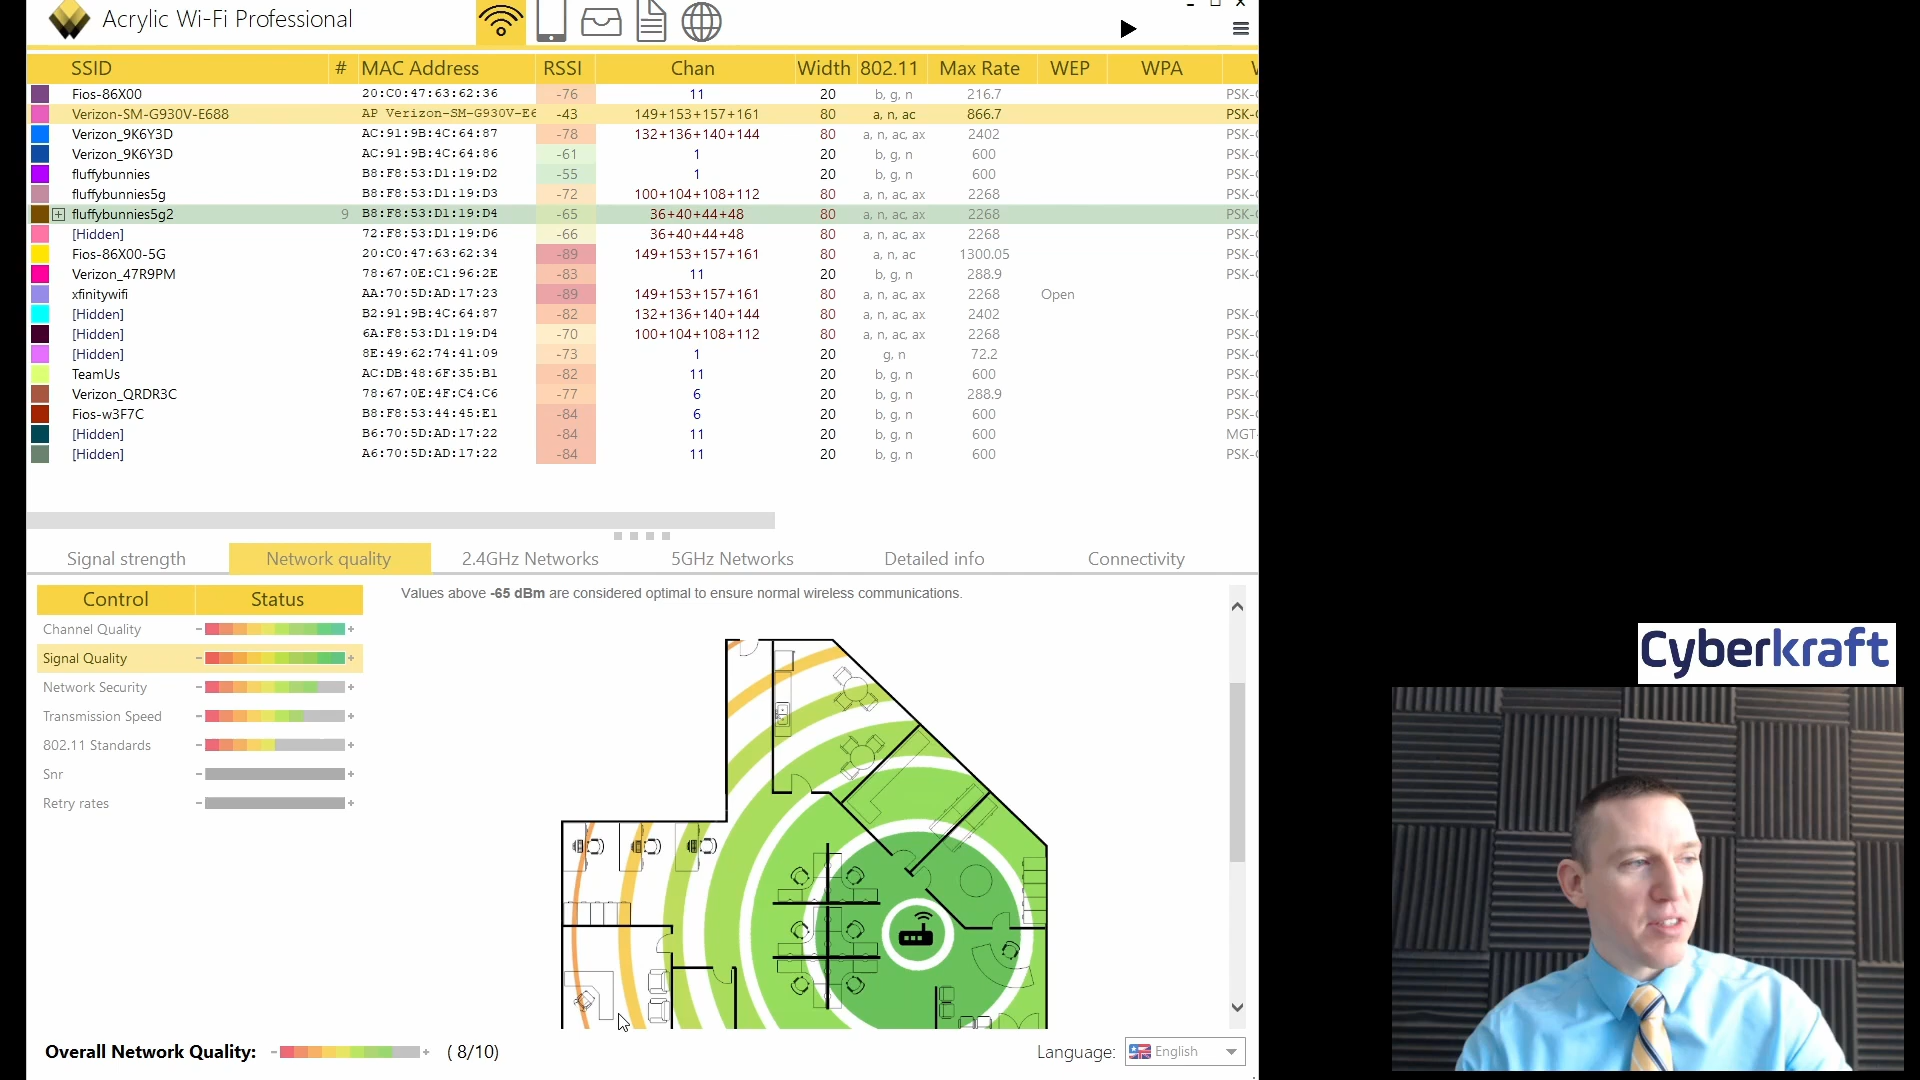 Acrylic Wi-Fi Professional
SSID # MAC Address RSSI Chan Width 802.11 Max Rate WEP WPA
Fios-86X00 20:C0:47:63:62:36 -76 11 20 b, g, n 216.7
Verizon-SM-G930V-E688 AP Verizon-SM-G930V-E6 -43 149+153+157+161 80 a, n, ac 866.7
Verizon_9K6Y3D AC:91:9B:4C:64:87 -78 132+136+140+144 80 a, n, ac, ax 2402
Verizon_9K6Y3D AC:91:9B:4C:64:86 -61 1 20 b, g, n 600
fluffybunnies B8:F8:53:D1:19:D2 -55 1 20 b, g, n 600
fluffybunnies5g B8:F8:53:D1:19:D3 -72 100+104+108+112 80 a, n, ac, ax 2268
fluffybunnies5g2 9 B8:F8:53:D1:19:D4 -65 36+40+44+48 80 a, n, ac, ax 2268
[Hidden] 72:F8:53:D1:19:D6 -66 36+40+44+48 80 a, n, ac, ax 2268
Fios-86X00-5G 20:C0:47:63:62:34 -89 149+153+157+161 80 a, n, ac 1300.05
Verizon_47R9PM 78:67:0E:C1:96:2E -83 11 20 b, g, n 288.9
xfinitywifi AA:70:5D:AD:17:23 -89 149+153+157+161 80 a, n, ac, ax 2268 Open
[Hidden] B2:91:9B:4C:64:87 -82 132+136+140+144 80 a, n, ac, ax 2402
[Hidden] 6A:F8:53:D1:19:D4 -70 100+104+108+112 80 a, n, ac, ax 2268
[Hidden] 8E:49:62:74:41:09 -73 1 20 g, n 72.2
TeamUs AC:DB:48:6F:35:B1 -82 11 20 b, g, n 600
Verizon_QRDR3C 78:67:0E:4F:C4:C6 -77 6 20 b, g, n 288.9
Fios-w3F7C B8:F8:53:44:45:E1 -84 6 20 b, g, n 600
[Hidden] B6:70:5D:AD:17:22 -84 11 20 b, g, n 600
[Hidden] A6:70:5D:AD:17:22 -84 11 20 b, g, n 600
Signal strength Network quality 2.4GHz Networks 5GHz Networks Detailed info Connectivity
Control Status
Channel Quality - +
Signal Quality - +
Network Security - +
Transmission Speed - +
802.11 Standards - +
Snr - +
Retry rates - +
Values above -65 dBm are considered optimal to ensure normal wireless communications.
Overall Network Quality: - + ( 8/10)
Language: English
Cyberkraft